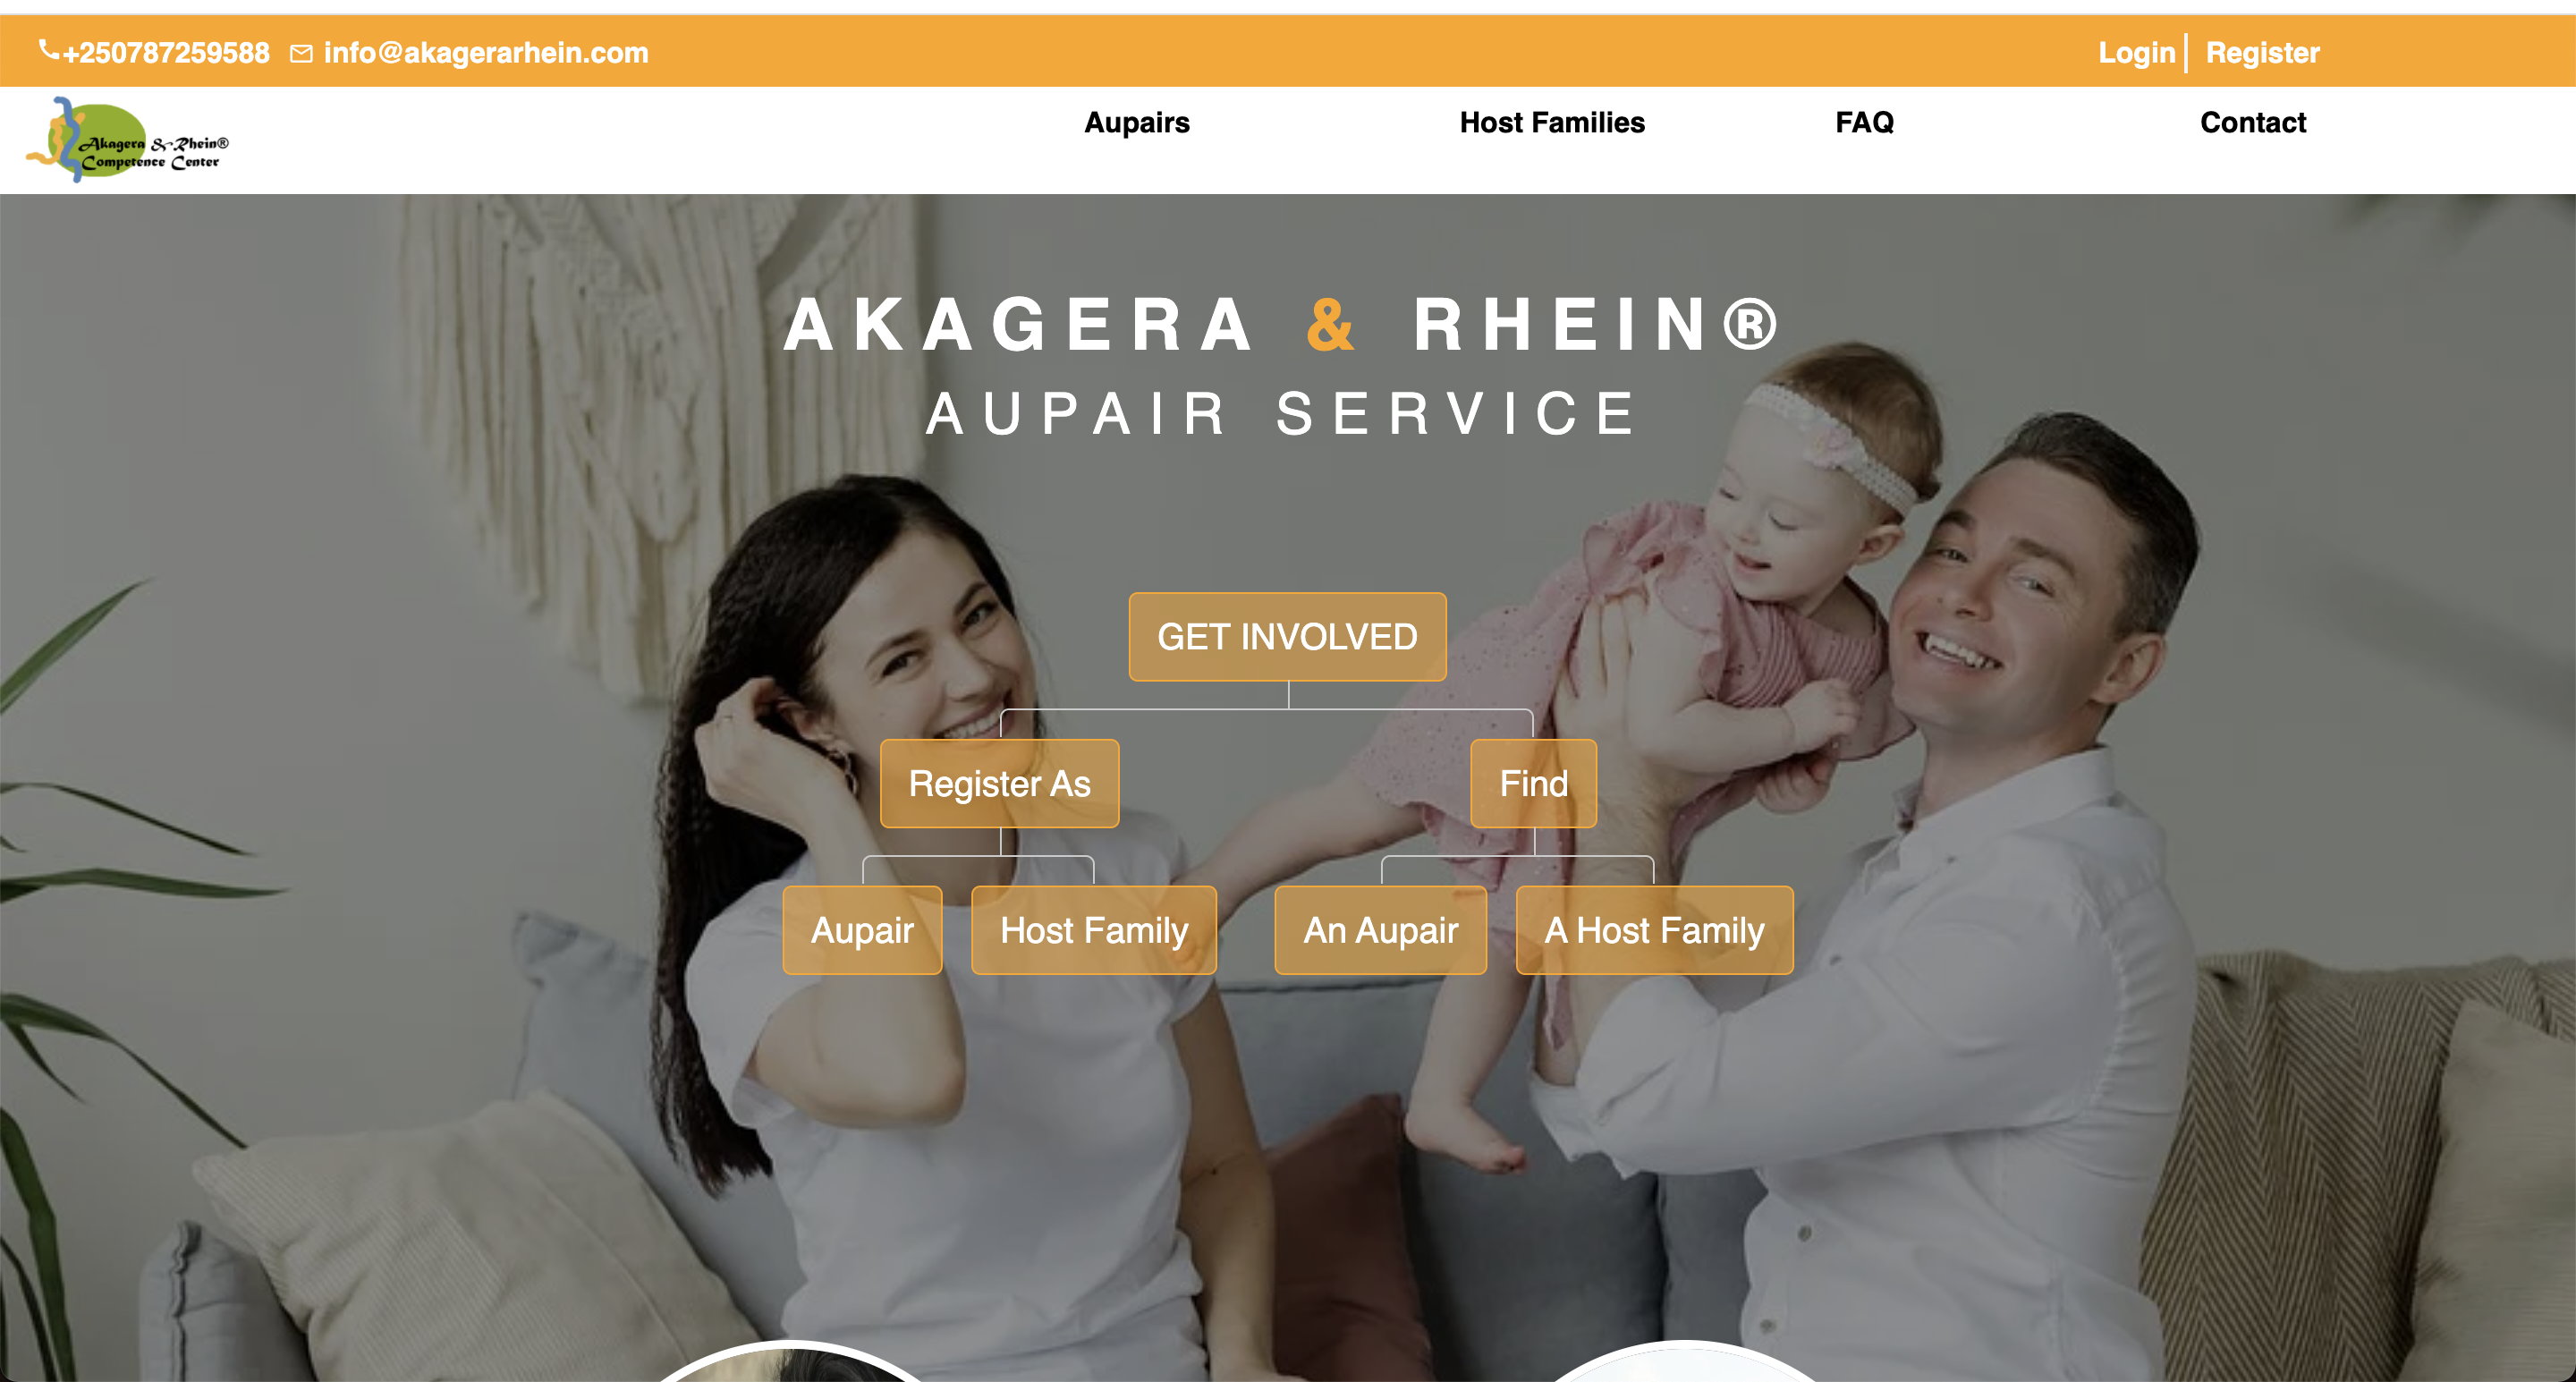 +250787259588 info@akagerarhein.com Login Register
Akagera & Rhein®
Competence Center
Aupairs Host Families FAQ Contact
AKAGERA & RHEIN®
AUPAIR SERVICE
GET INVOLVED
Register As Find
Aupair Host Family An Aupair A Host Family